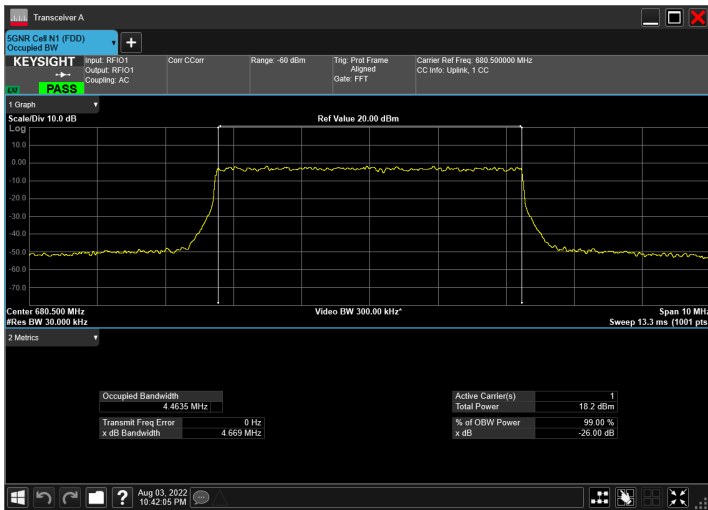 Transceiver A
5GNR Cell N1 (FDD)
Occupied BW
+
KEYSIGHT
LXI
PASS
Input: RFIO1
Output: RFIO1
Coupling: AC
Corr CCorr
Range: -60 dBm
Trig: Prot Frame
Aligned
Gate: FFT
Carrier Ref Freq: 680.500000 MHz
CC Info: Uplink, 1 CC
1 Graph
Scale/Div 10.0 dB
Ref Value 20.00 dBm
Log
10.0
0.00
-10.0
-20.0
-30.0
-40.0
-50.0
-60.0
-70.0
Center 680.500 MHz
Video BW 300.00 kHz*
Span 10 MHz
#Res BW 30.000 kHz
Sweep 13.3 ms (1001 pts
2 Metrics
Occupied Bandwidth
4.4635 MHz
Transmit Freq Error 0 Hz
x dB Bandwidth 4.669 MHz
Active Carrier(s) 1
Total Power 18.2 dBm
% of OBW Power 99.00 %
x dB -26.00 dB
?
Aug 03, 2022
10:42:05 PM